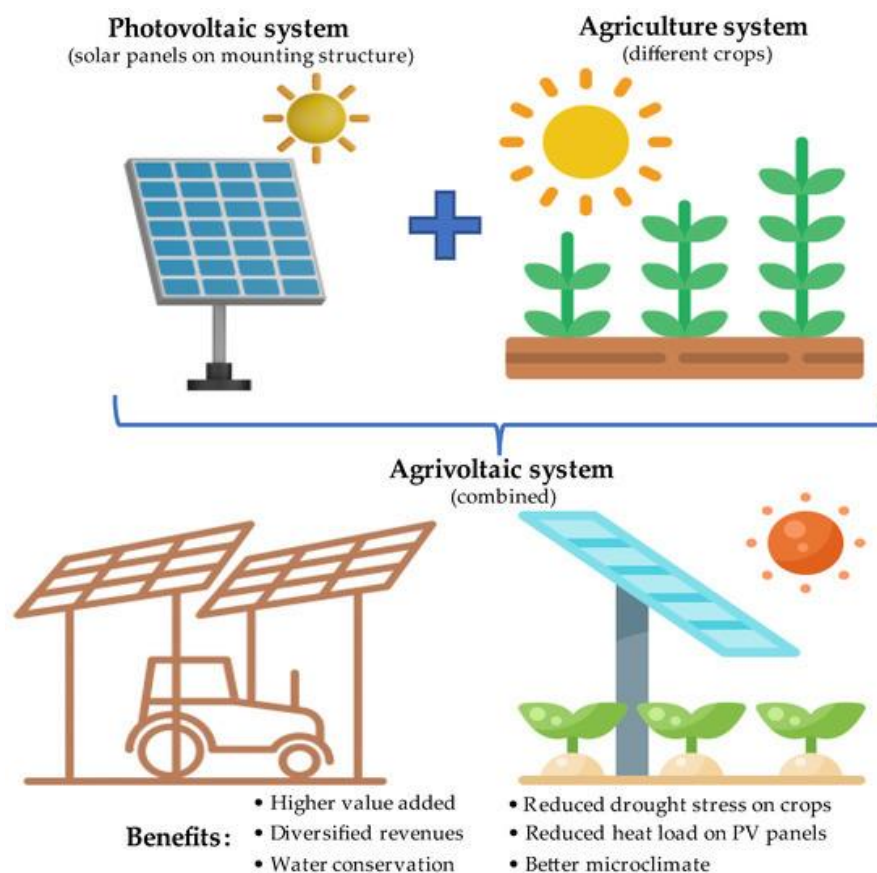 Photovoltaic system
(solar panels on mounting structure)
Agriculture system
(different crops)
Agrivoltaic system
(combined)
Benefits:
• Higher value added
• Diversified revenues
• Water conservation
• Reduced drought stress on crops
• Reduced heat load on PV panels
• Better microclimate